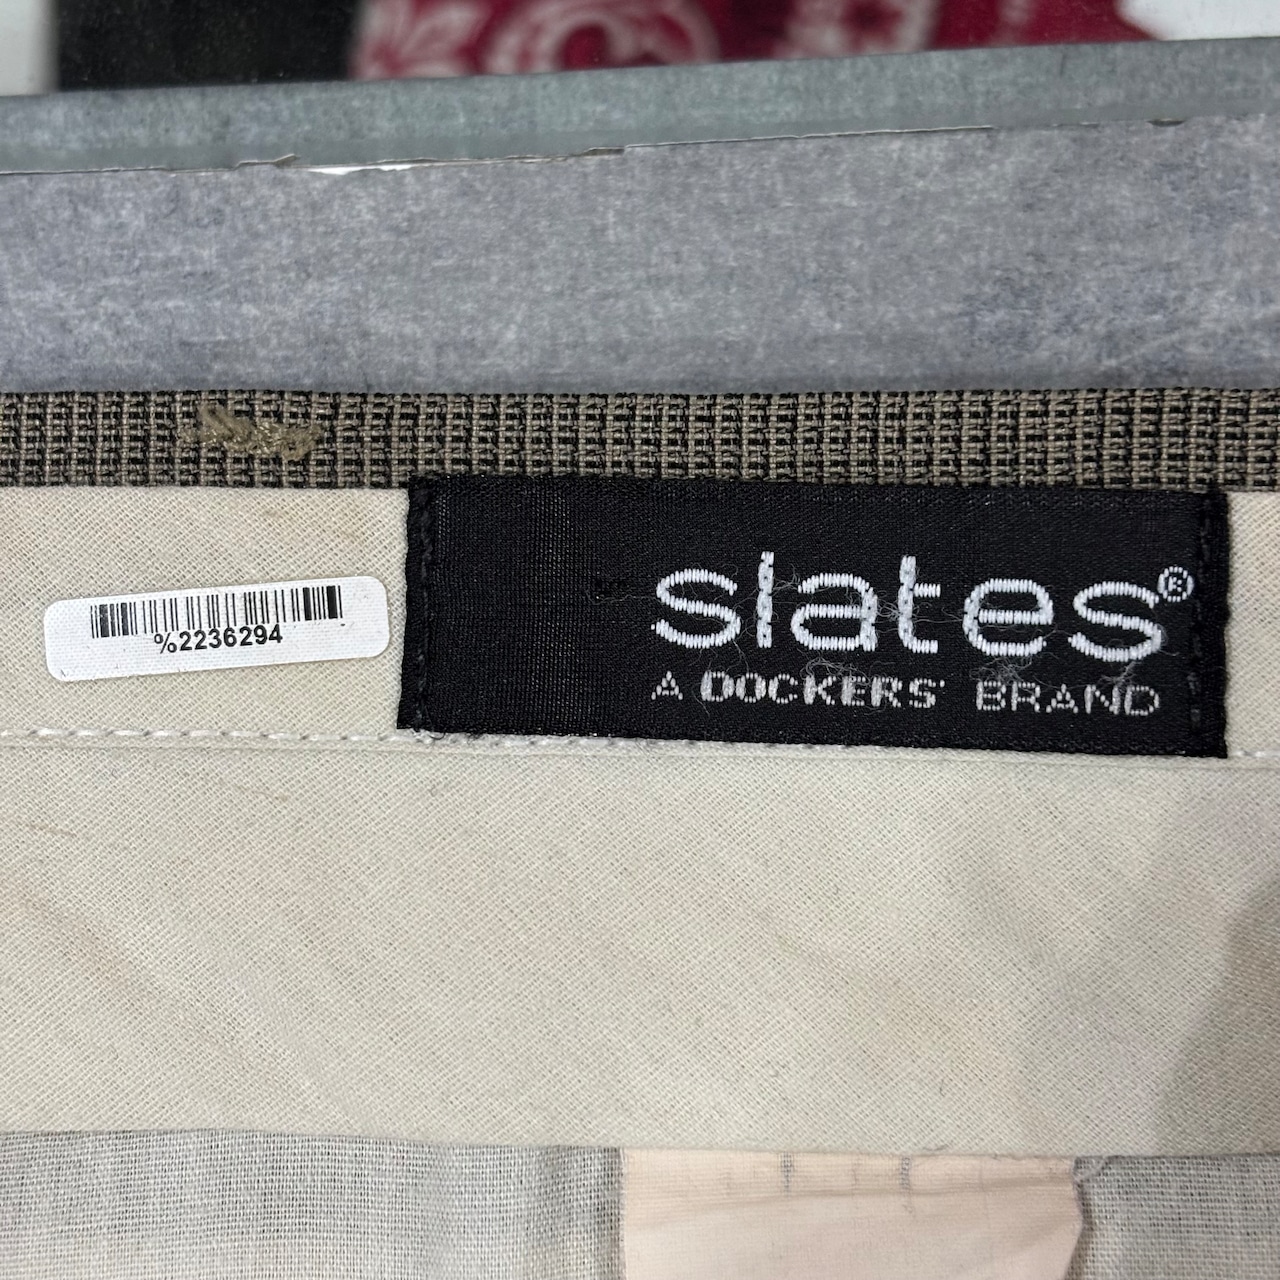 slates®
A DOCKERS' BRAND
%2236294